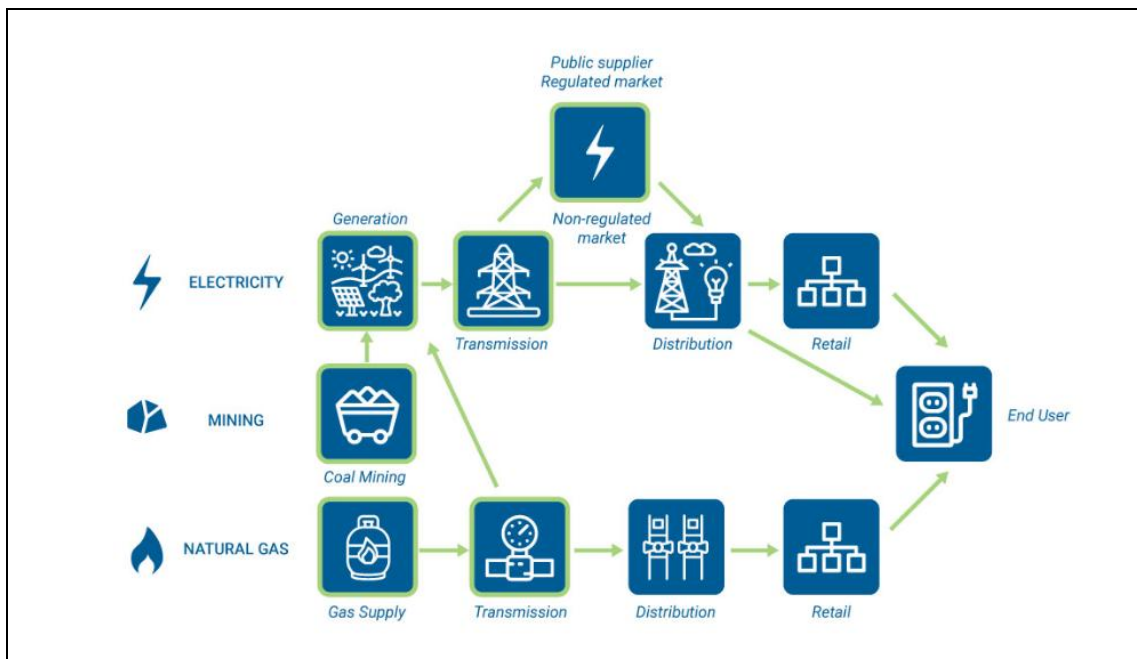 Public supplier
Regulated market
Generation
Non-regulated
market
ELECTRICITY
Transmission
Distribution
Retail
MINING
End User
Coal Mining
NATURAL GAS
Gas Supply
Transmission
Distribution
Retail